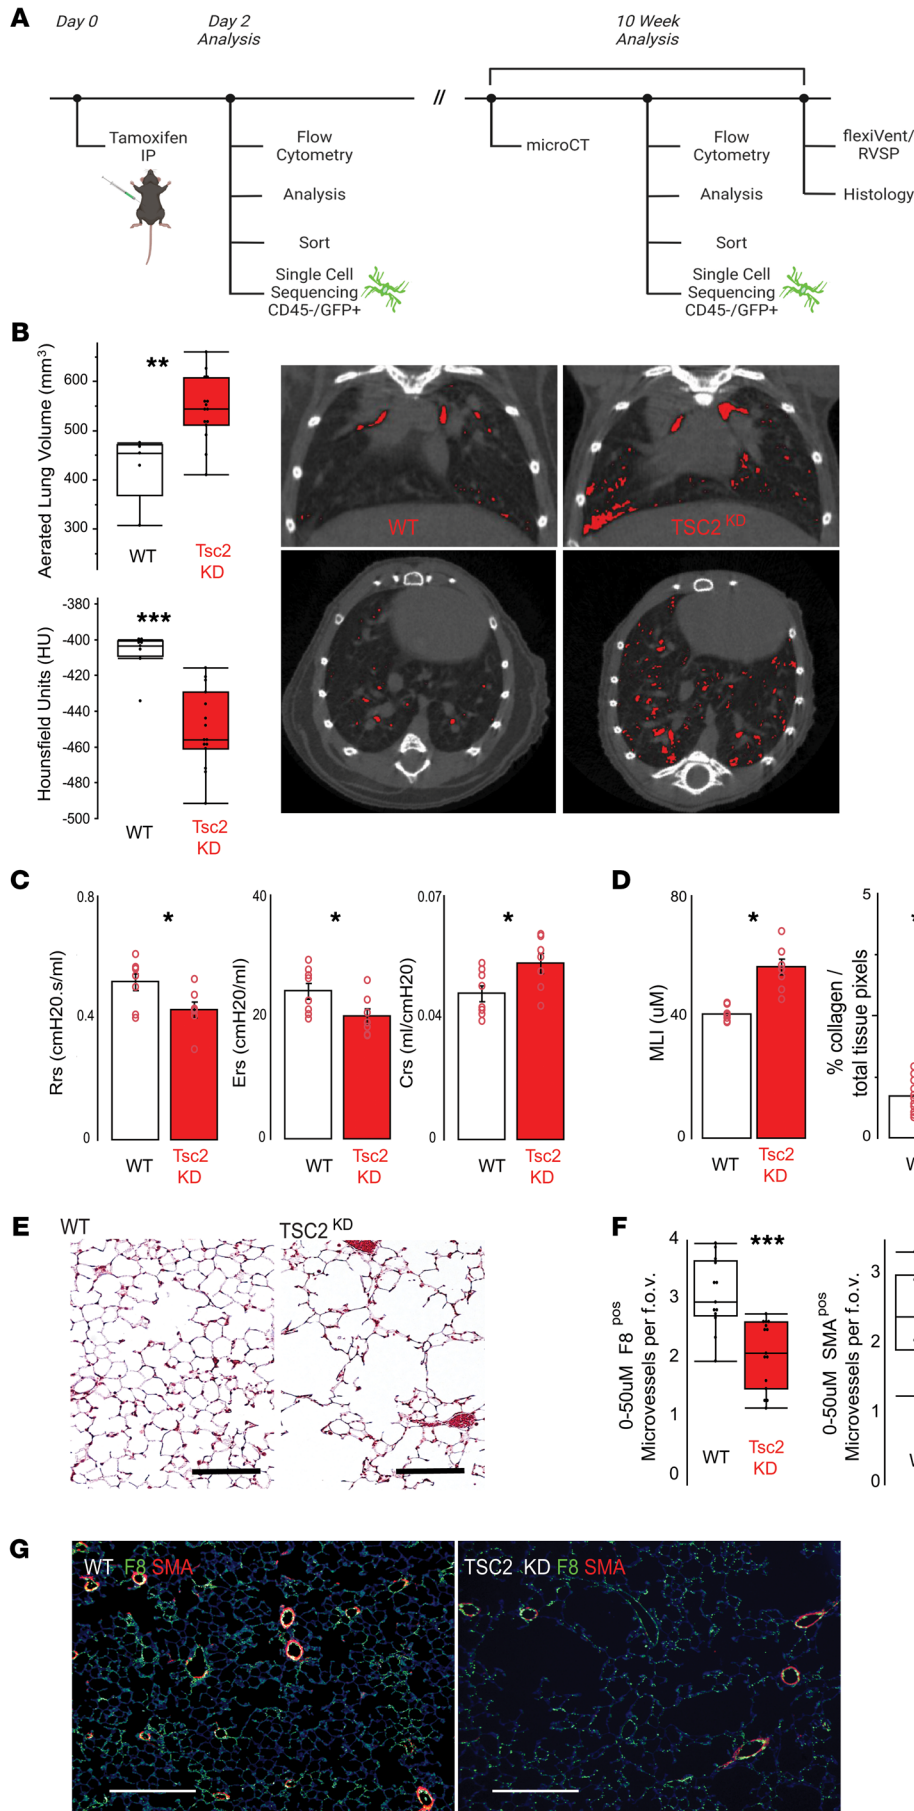 A
Day 0
Day 2
Analysis
10 Week
Analysis
//
Tamoxifen
IP
Flow
Cytometry
Analysis
Sort
Single Cell
Sequencing
CD45-/GFP+
microCT
Flow
Cytometry
Analysis
Sort
Single Cell
Sequencing
CD45-/GFP+
flexiVent/
RVSP
Histology
B
Aerated Lung Volume (mm3)
600
500
400
300
**
WT
Tsc2
KD
Hounsfield Units (HU)
-380
-400
-420
-440
-460
-480
-500
***
WT
Tsc2
KD
WT
TSC2 KD
C
Rrs (cmH20.s/ml)
0.8
0.4
0
*
WT
Tsc2
KD
Ers (cmH20/ml)
40
20
0
*
WT
Tsc2
KD
Crs (ml/cmH20)
0.07
0.04
0
*
WT
Tsc2
KD
D
MLI (uM)
80
40
0
*
WT
Tsc2
KD
% collagen /
total tissue pixels
5
0
E
WT
TSC2 KD
F
0-50uM F8 pos
Microvessels per f.o.v.
4
3
2
1
0
***
WT
Tsc2
KD
0-50uM SMA pos
Microvessels per f.o.v.
3
2
1
0
G
WT F8 SMA
TSC2 KD F8 SMA